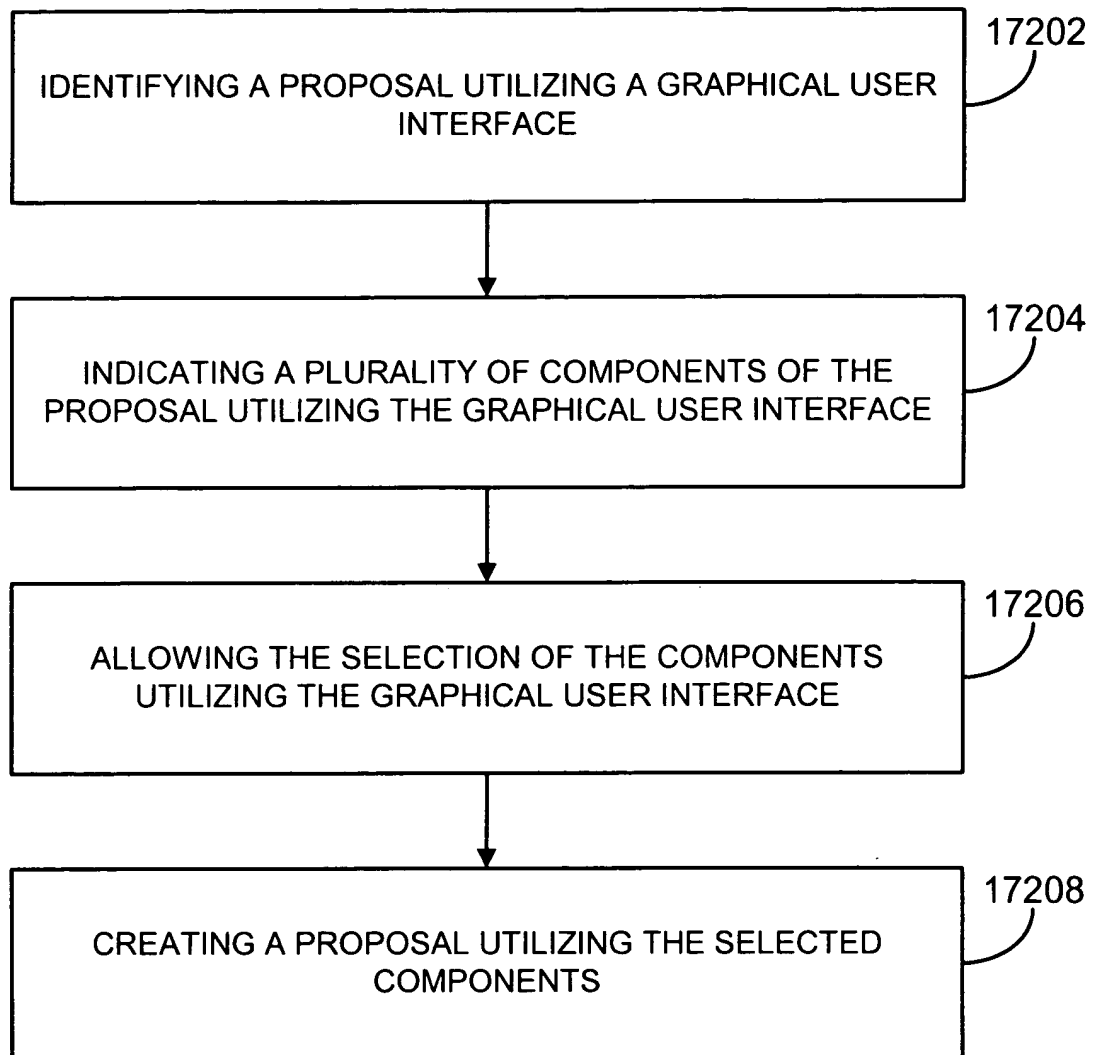 17202
IDENTIFYING A PROPOSAL UTILIZING A GRAPHICAL USER
INTERFACE
17204
INDICATING A PLURALITY OF COMPONENTS OF THE
PROPOSAL UTILIZING THE GRAPHICAL USER INTERFACE
17206
ALLOWING THE SELECTION OF THE COMPONENTS
UTILIZING THE GRAPHICAL USER INTERFACE
17208
CREATING A PROPOSAL UTILIZING THE SELECTED
COMPONENTS